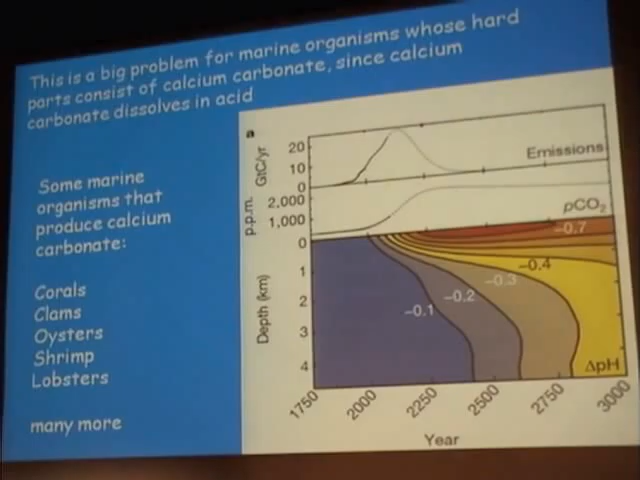 This is a big problem for marine organisms whose hard
parts consist of calcium carbonate, since calcium
carbonate dissolves in acid
Some marine
organisms that
produce calcium
carbonate:
Corals
Clams
Oysters
Shrimp
Lobsters
many more
a
GtC/yr
20
10
0
Emissions
p.p.m.
2,000
1,000
pCO₂
Depth (km)
0
1
2
3
4
–0.7
–0.4
–0.3
–0.2
–0.1
ΔpH
1750
2000
2250
2500
2750
3000
Year